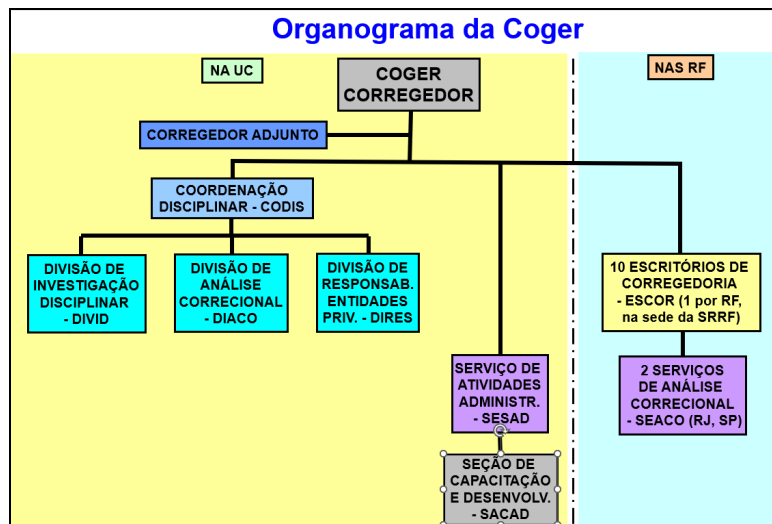 Organograma da Coger
NA UC
NAS RF
COGER
CORREGEDOR
CORREGEDOR ADJUNTO
COORDENAÇÃO
DISCIPLINAR - CODIS
DIVISÃO DE
INVESTIGAÇÃO
DISCIPLINAR
- DIVID
DIVISÃO DE
ANÁLISE
CORRECIONAL
- DIACO
DIVISÃO DE
RESPONSAB.
ENTIDADES
PRIV. - DIRES
10 ESCRITÓRIOS DE
CORREGEDORIA
- ESCOR (1 por RF,
na sede da SRRF)
SERVIÇO DE
ATIVIDADES
ADMINISTR.
- SESAD
2 SERVIÇOS
DE ANÁLISE
CORRECIONAL
- SEACO (RJ, SP)
SEÇÃO DE
CAPACITAÇÃO
E DESENVOLV.
- SACAD